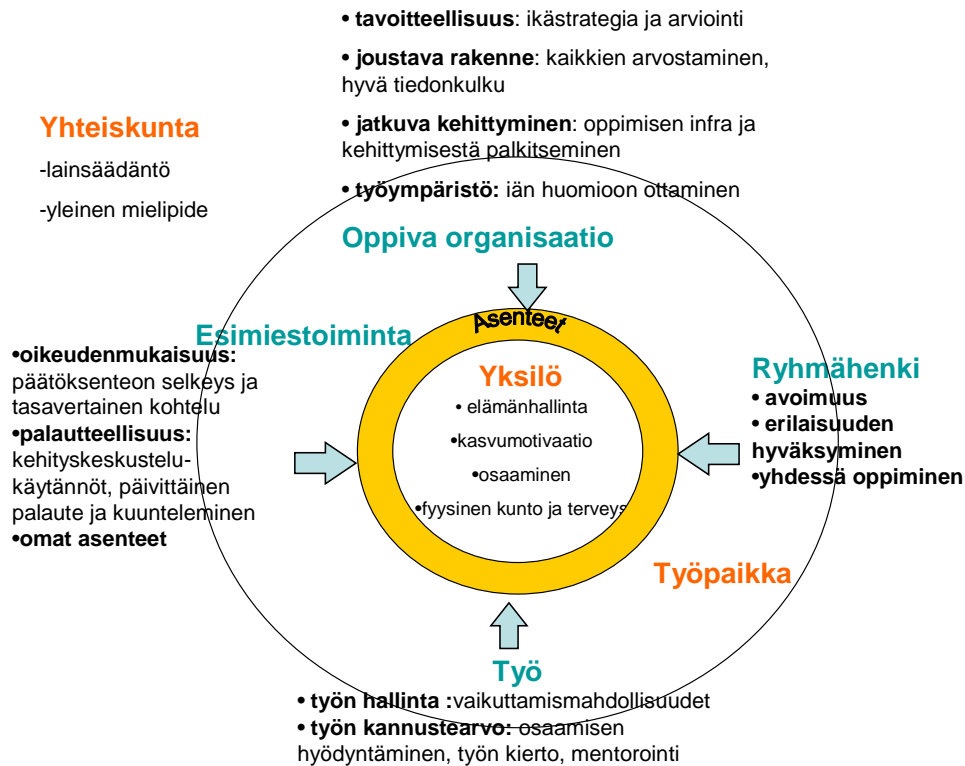 • tavoitteellisuus: ikästrategia ja arviointi
• joustava rakenne: kaikkien arvostaminen,
hyvä tiedonkulku
• jatkuva kehittyminen: oppimisen infra ja
kehittymisestä palkitseminen
• työympäristö: iän huomioon ottaminen
Yhteiskunta
-lainsäädäntö
-yleinen mielipide
Oppiva organisaatio
Asenteet
Esimiestoiminta
•oikeudenmukaisuus:
päätöksenteon selkeys ja
tasavertainen kohtelu
•palautteellisuus:
kehityskeskustelu-
käytännöt, päivittäinen
palaute ja kuunteleminen
•omat asenteet
Yksilö
• elämänhallinta
•kasvumotivaatio
•osaaminen
•fyysinen kunto ja terveys
Ryhmähenki
• avoimuus
• erilaisuuden
hyväksyminen
•yhdessä oppiminen
Työpaikka
Työ
• työn hallinta :vaikuttamismahdollisuudet
• työn kannustearvo: osaamisen
hyödyntäminen, työn kierto, mentorointi